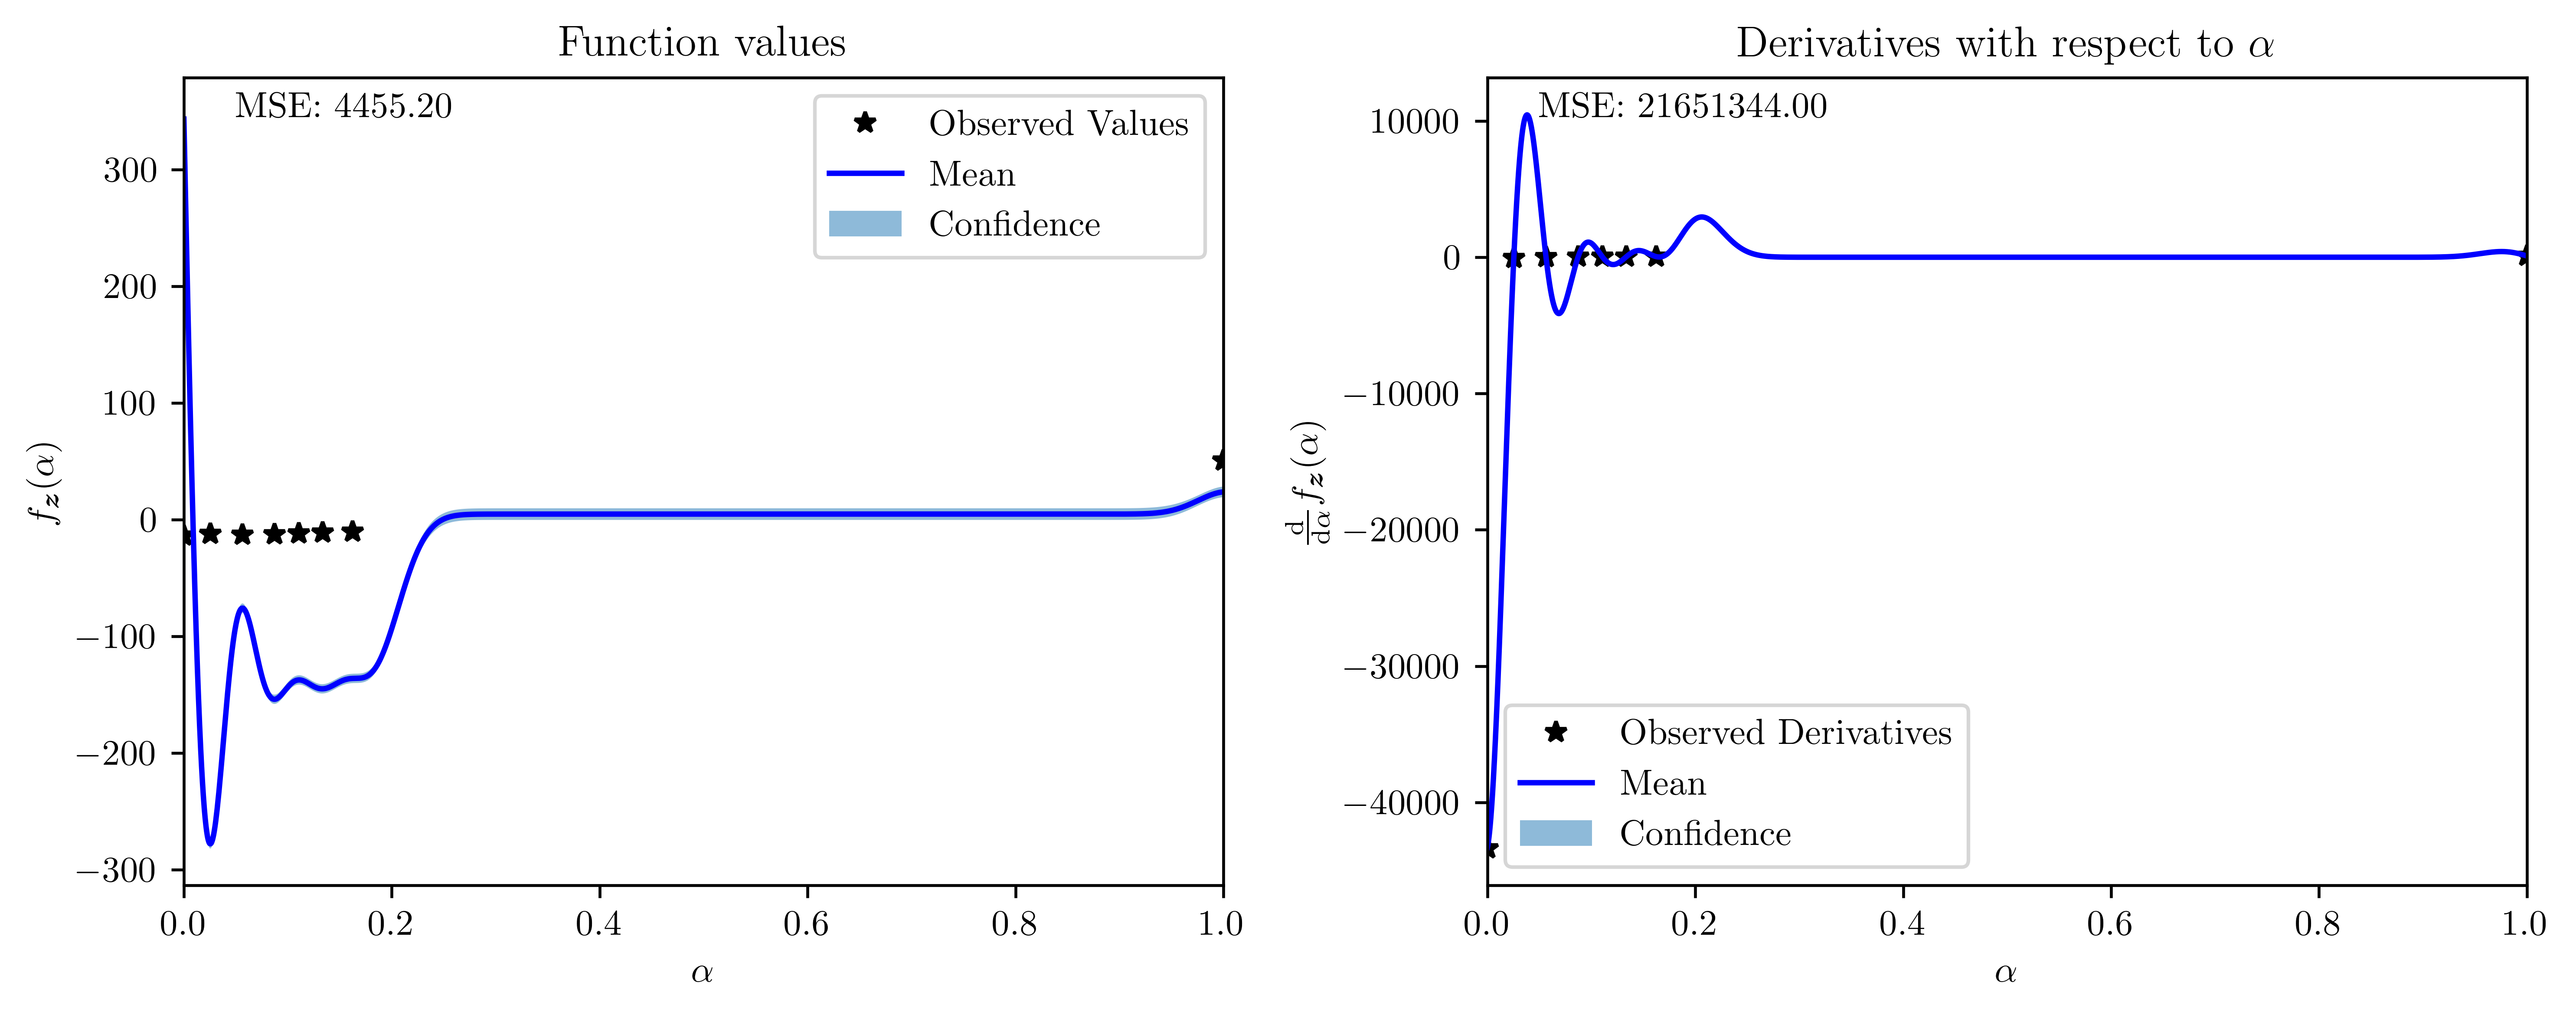 Function values
MSE: 4455.20
Observed Values
Mean
Confidence
300
200
100
0
−100
−200
−300
f_z(α)
0.0 0.2 0.4 0.6 0.8 1.0
α
Derivatives with respect to α
MSE: 21651344.00
10000
0
−10000
−20000
−30000
−40000
d/dα f_z(α)
Observed Derivatives
Mean
Confidence
0.0 0.2 0.4 0.6 0.8 1.0
α